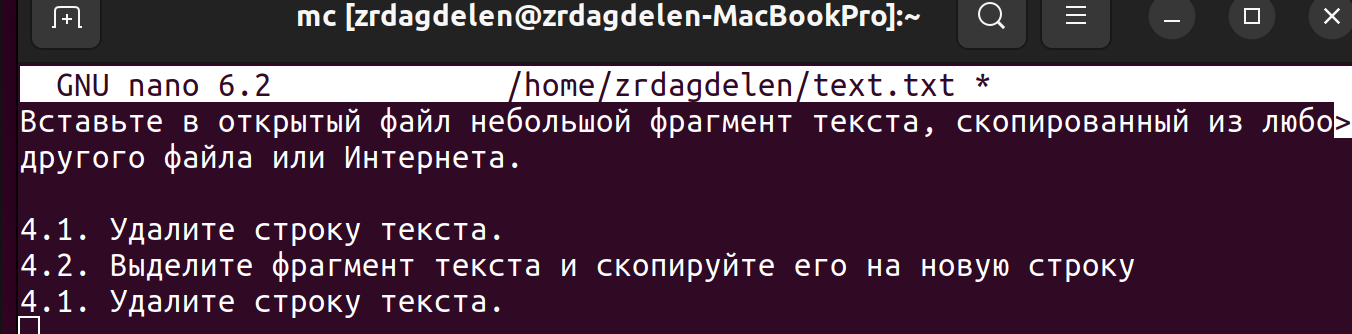 mc [zrdagdelen@zrdagdelen-MacBookPro]:~
GNU nano 6.2 /home/zrdagdelen/text.txt *
Вставьте в открытый файл небольшой фрагмент текста, скопированный из любо>
другого файла или Интернета.
4.1. Удалите строку текста.
4.2. Выделите фрагмент текста и скопируйте его на новую строку
4.1. Удалите строку текста.